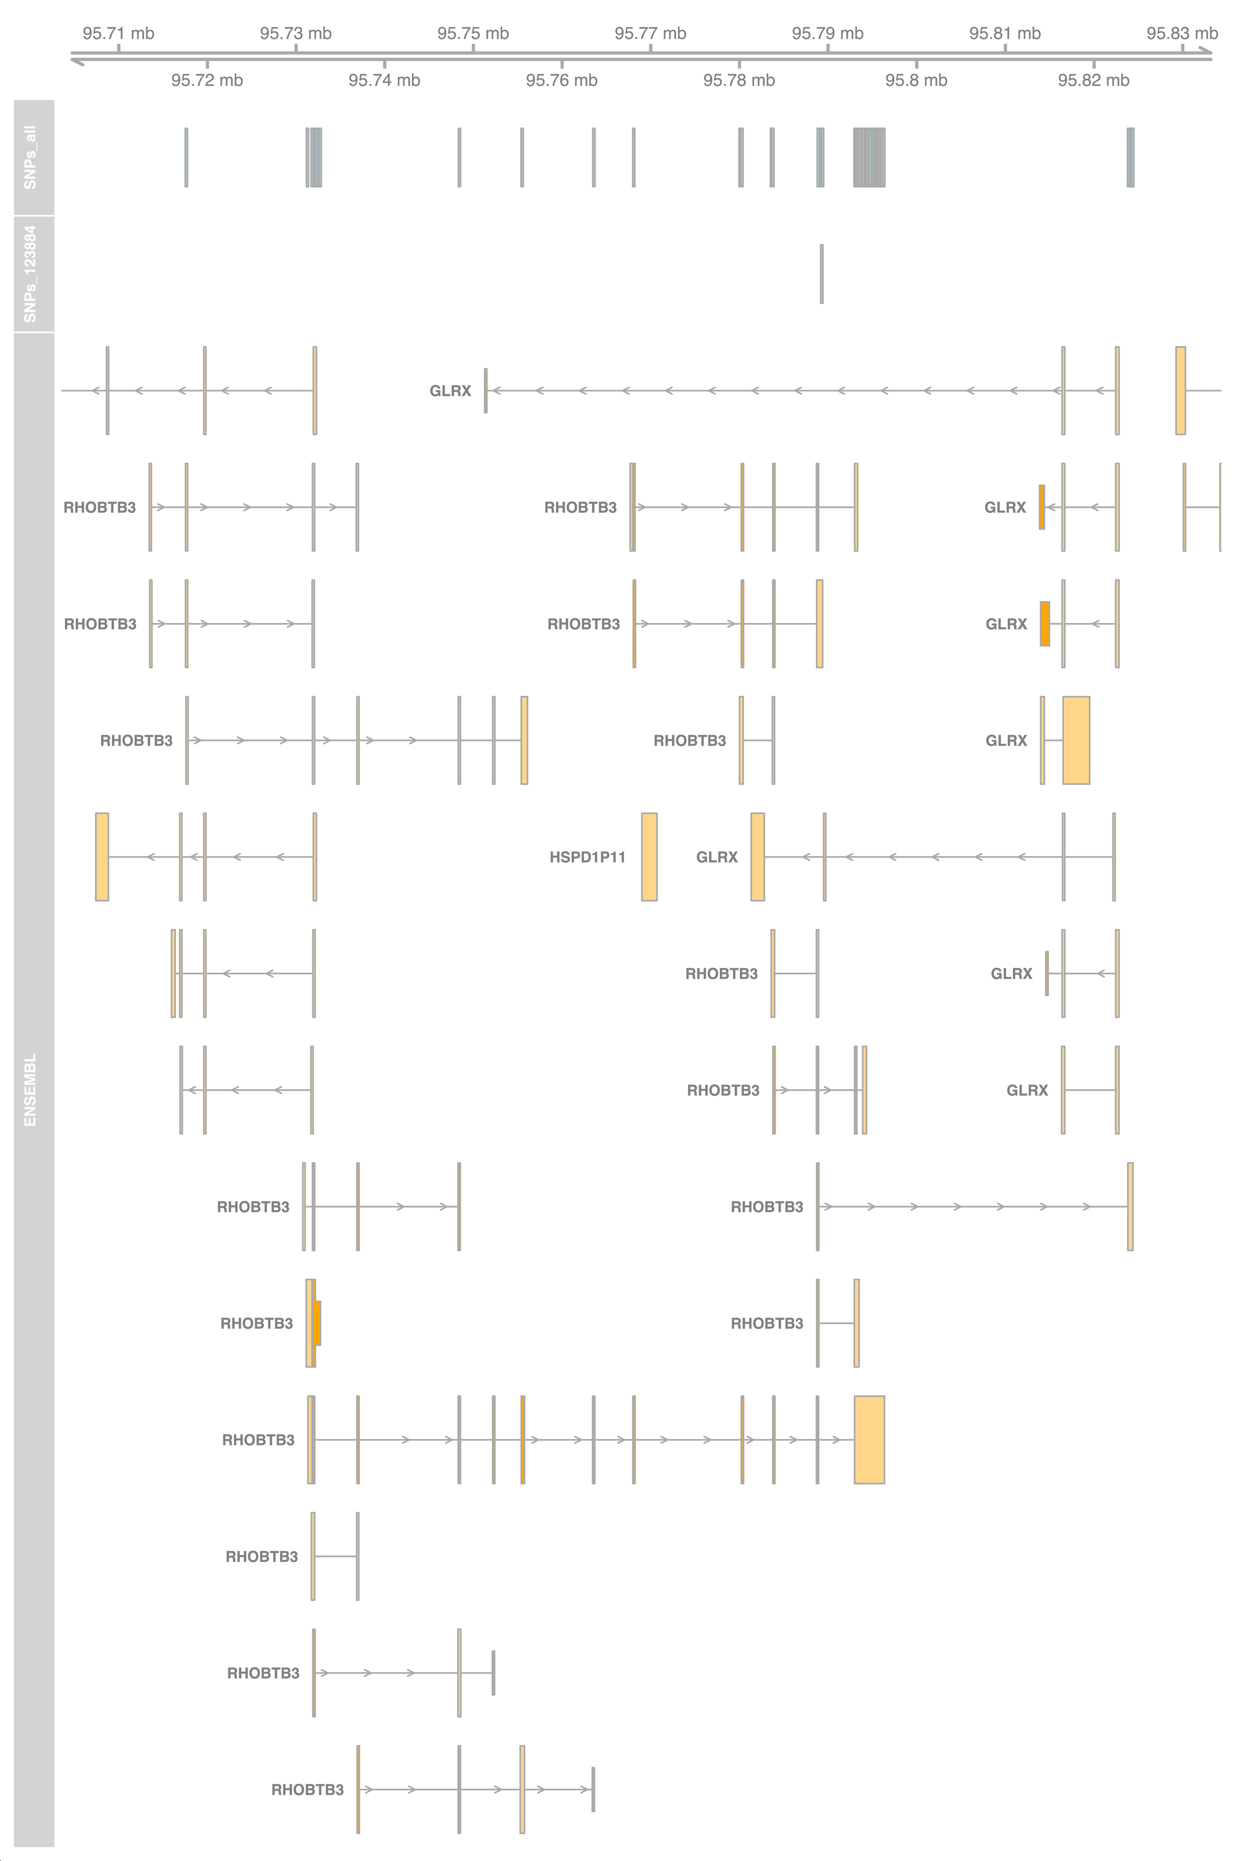 95.71 mb 95.73 mb 95.75 mb 95.77 mb 95.79 mb 95.81 mb 95.83 mb
95.72 mb 95.74 mb 95.76 mb 95.78 mb 95.8 mb 95.82 mb
SNPs_all
SNPs_123884
ENSEMBL
GLRX
RHOBTB3 RHOBTB3 GLRX
RHOBTB3 RHOBTB3 GLRX
RHOBTB3 RHOBTB3 GLRX
HSPD1P11 GLRX
RHOBTB3 GLRX
RHOBTB3 GLRX
RHOBTB3 RHOBTB3
RHOBTB3 RHOBTB3
RHOBTB3
RHOBTB3
RHOBTB3
RHOBTB3